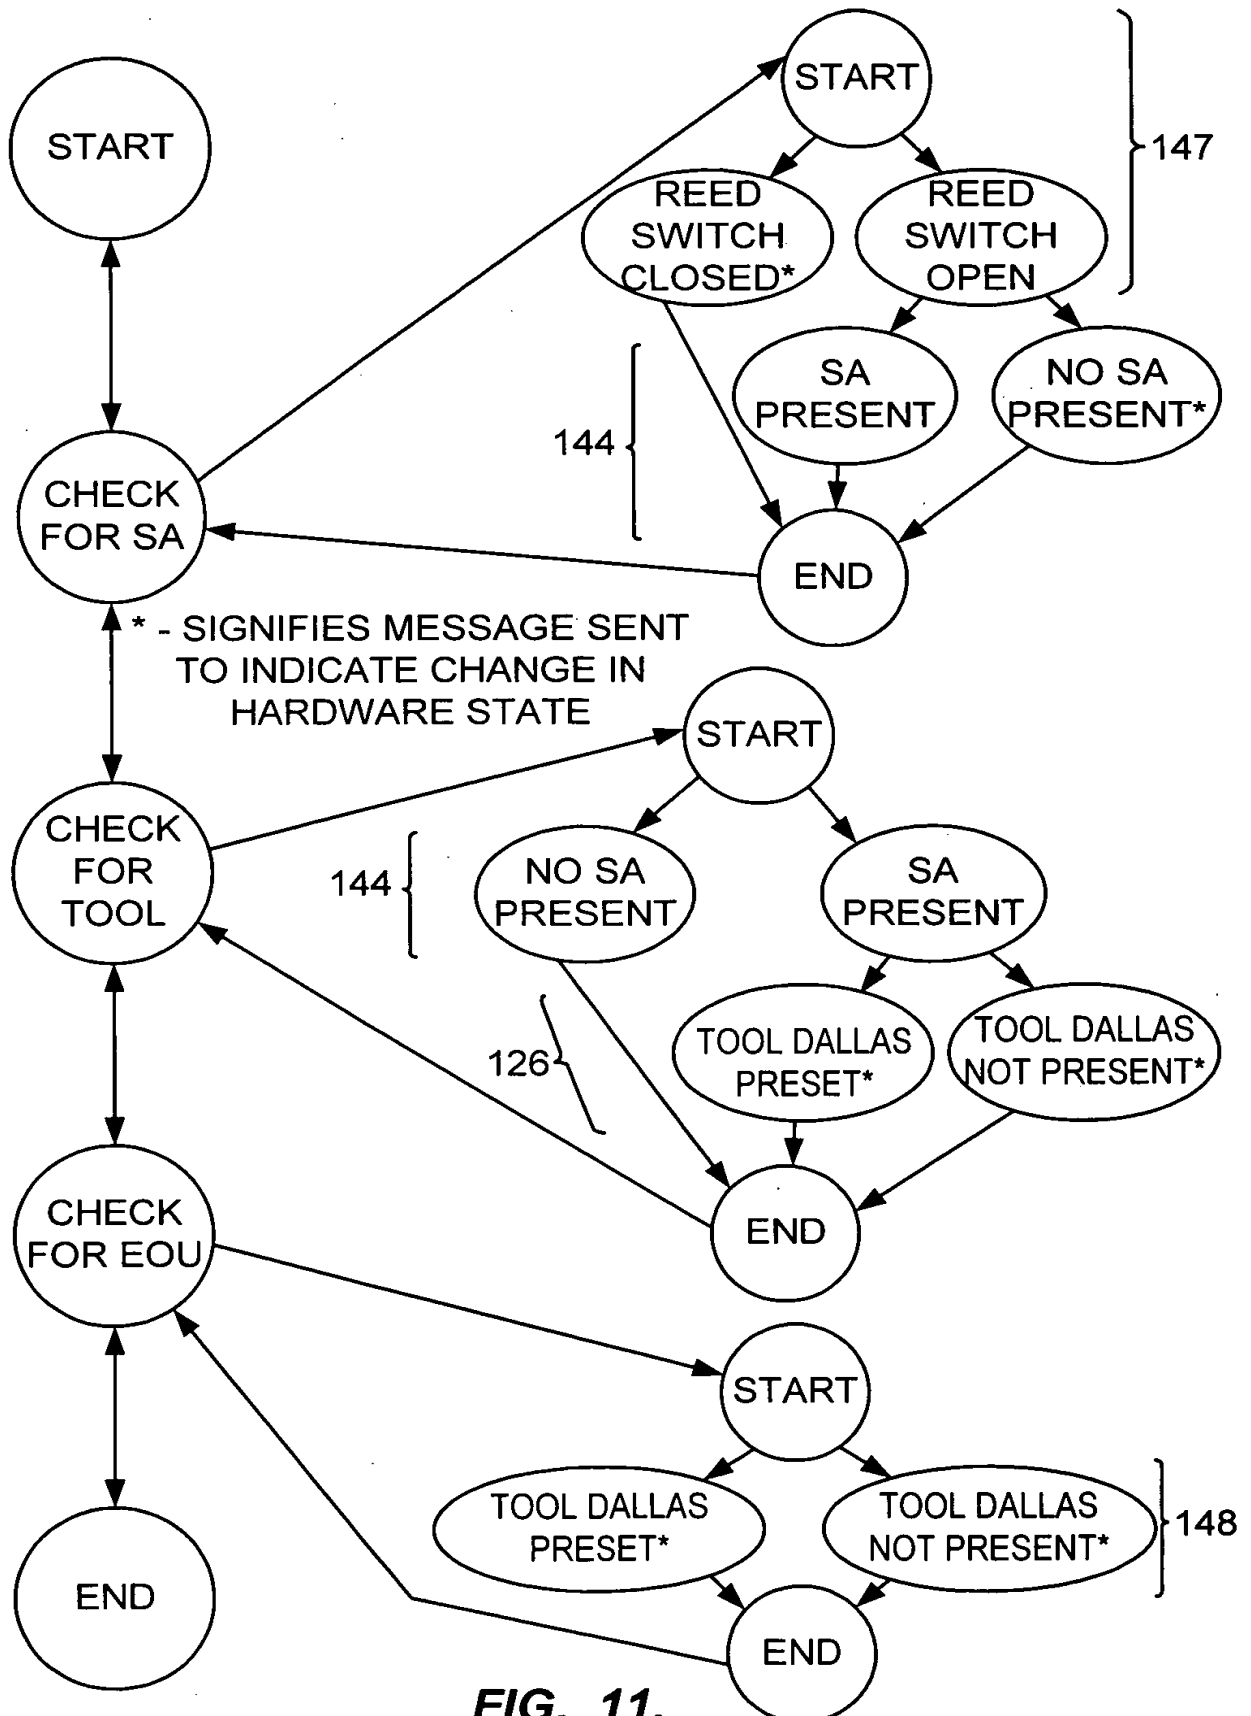 START
START
147
REED
SWITCH
CLOSED*
REED
SWITCH
OPEN
SA
PRESENT
NO SA
PRESENT*
144
CHECK
FOR SA
END
* - SIGNIFIES MESSAGE SENT
TO INDICATE CHANGE IN
HARDWARE STATE
START
CHECK
FOR
TOOL
144
NO SA
PRESENT
SA
PRESENT
126
TOOL DALLAS
PRESET*
TOOL DALLAS
NOT PRESENT*
CHECK
FOR EOU
END
START
TOOL DALLAS
PRESET*
TOOL DALLAS
NOT PRESENT*
148
END
END
FIG. 11.